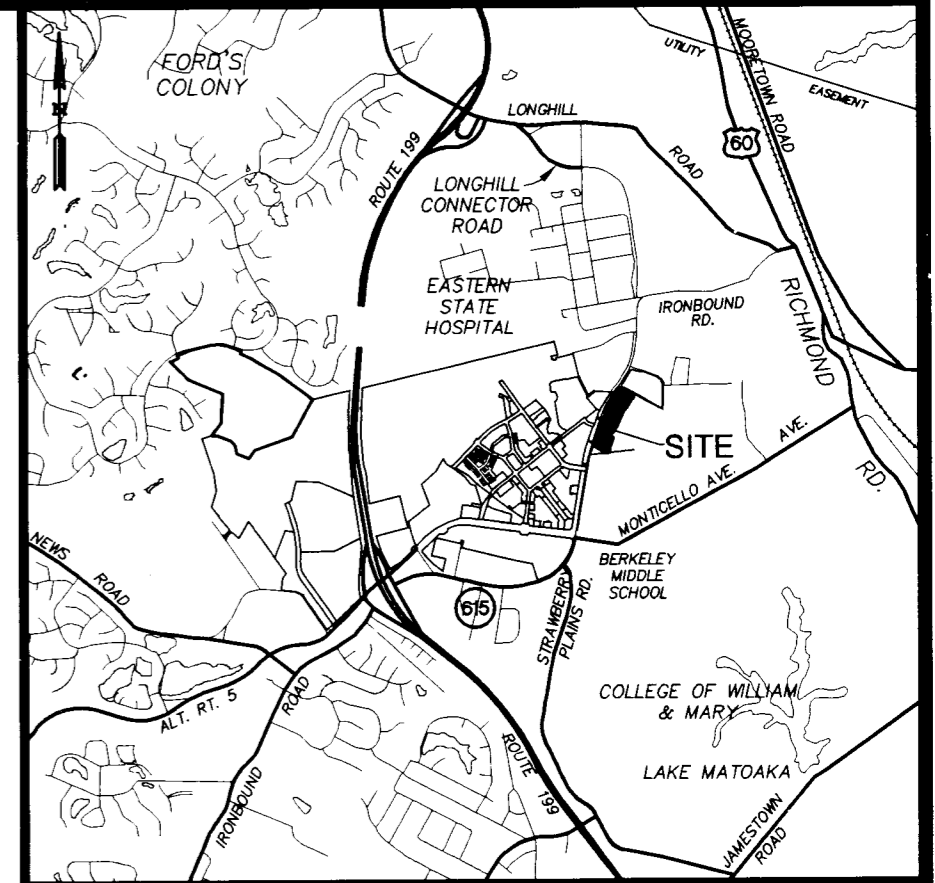 FORD'S
COLONY
N
UTILITY
EASEMENT
MOORETOWN ROAD
60
LONGHILL
ROAD
ROUTE 199
LONGHILL
CONNECTOR
ROAD
EASTERN
STATE
HOSPITAL
IRONBOUND
RD.
RICHMOND
RD.
SITE
MONTICELLO AVE.
AVE.
NEWS
ROAD
BERKELEY
MIDDLE
SCHOOL
615
STRAWBERRY
PLAINS RD.
ALT. RT. 5
IRONBOUND
ROAD
COLLEGE OF WILLIAM
& MARY
LAKE MATOAKA
ROUTE
199
JAMESTOWN
ROAD